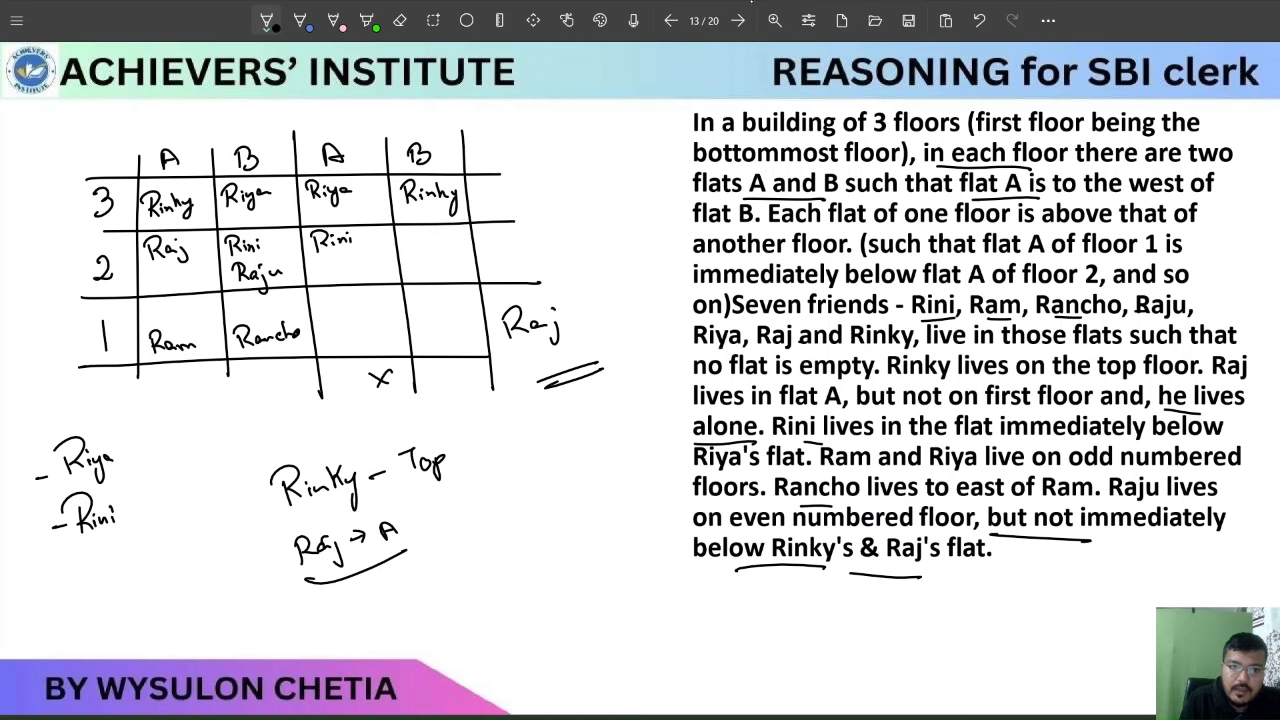 13 / 20
ACHIEVERS' INSTITUTE
REASONING for SBI clerk
ACHIEVERS' INSTITUTE
A B A B
3 Rinky Riya Riya Rinky
2 Raj Rini Rini
Raju
1 Ram Rancho
Raj
x
- Riya
- Rini
Rinky - Top
Raj → A
In a building of 3 floors (first floor being the
bottommost floor), in each floor there are two
flats A and B such that flat A is to the west of
flat B. Each flat of one floor is above that of
another floor. (such that flat A of floor 1 is
immediately below flat A of floor 2, and so
on)Seven friends - Rini, Ram, Rancho, Raju,
Riya, Raj and Rinky, live in those flats such that
no flat is empty. Rinky lives on the top floor. Raj
lives in flat A, but not on first floor and, he lives
alone. Rini lives in the flat immediately below
Riya's flat. Ram and Riya live on odd numbered
floors. Rancho lives to east of Ram. Raju lives
on even numbered floor, but not immediately
below Rinky's & Raj's flat.
BY WYSULON CHETIA